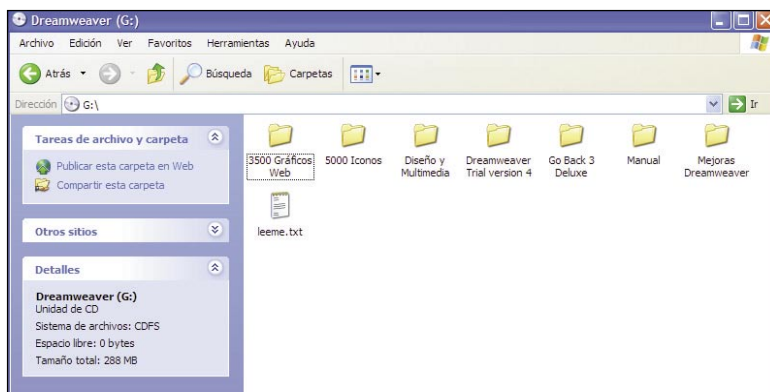 Dreamweaver (G:)
Archivo Edición Ver Favoritos Herramientas Ayuda
Atrás Búsqueda Carpetas
Dirección G:\ Ir
Tareas de archivo y carpeta
Publicar esta carpeta en Web
Compartir esta carpeta
Otros sitios
Detalles
Dreamweaver (G:)
Unidad de CD
Sistema de archivos: CDFS
Espacio libre: 0 bytes
Tamaño total: 288 MB
3500 Gráficos
Web
5000 Iconos
Diseño y
Multimedia
Dreamweaver
Trial version 4
Go Back 3
Deluxe
Manual
Mejoras
Dreamweaver
leeme.txt